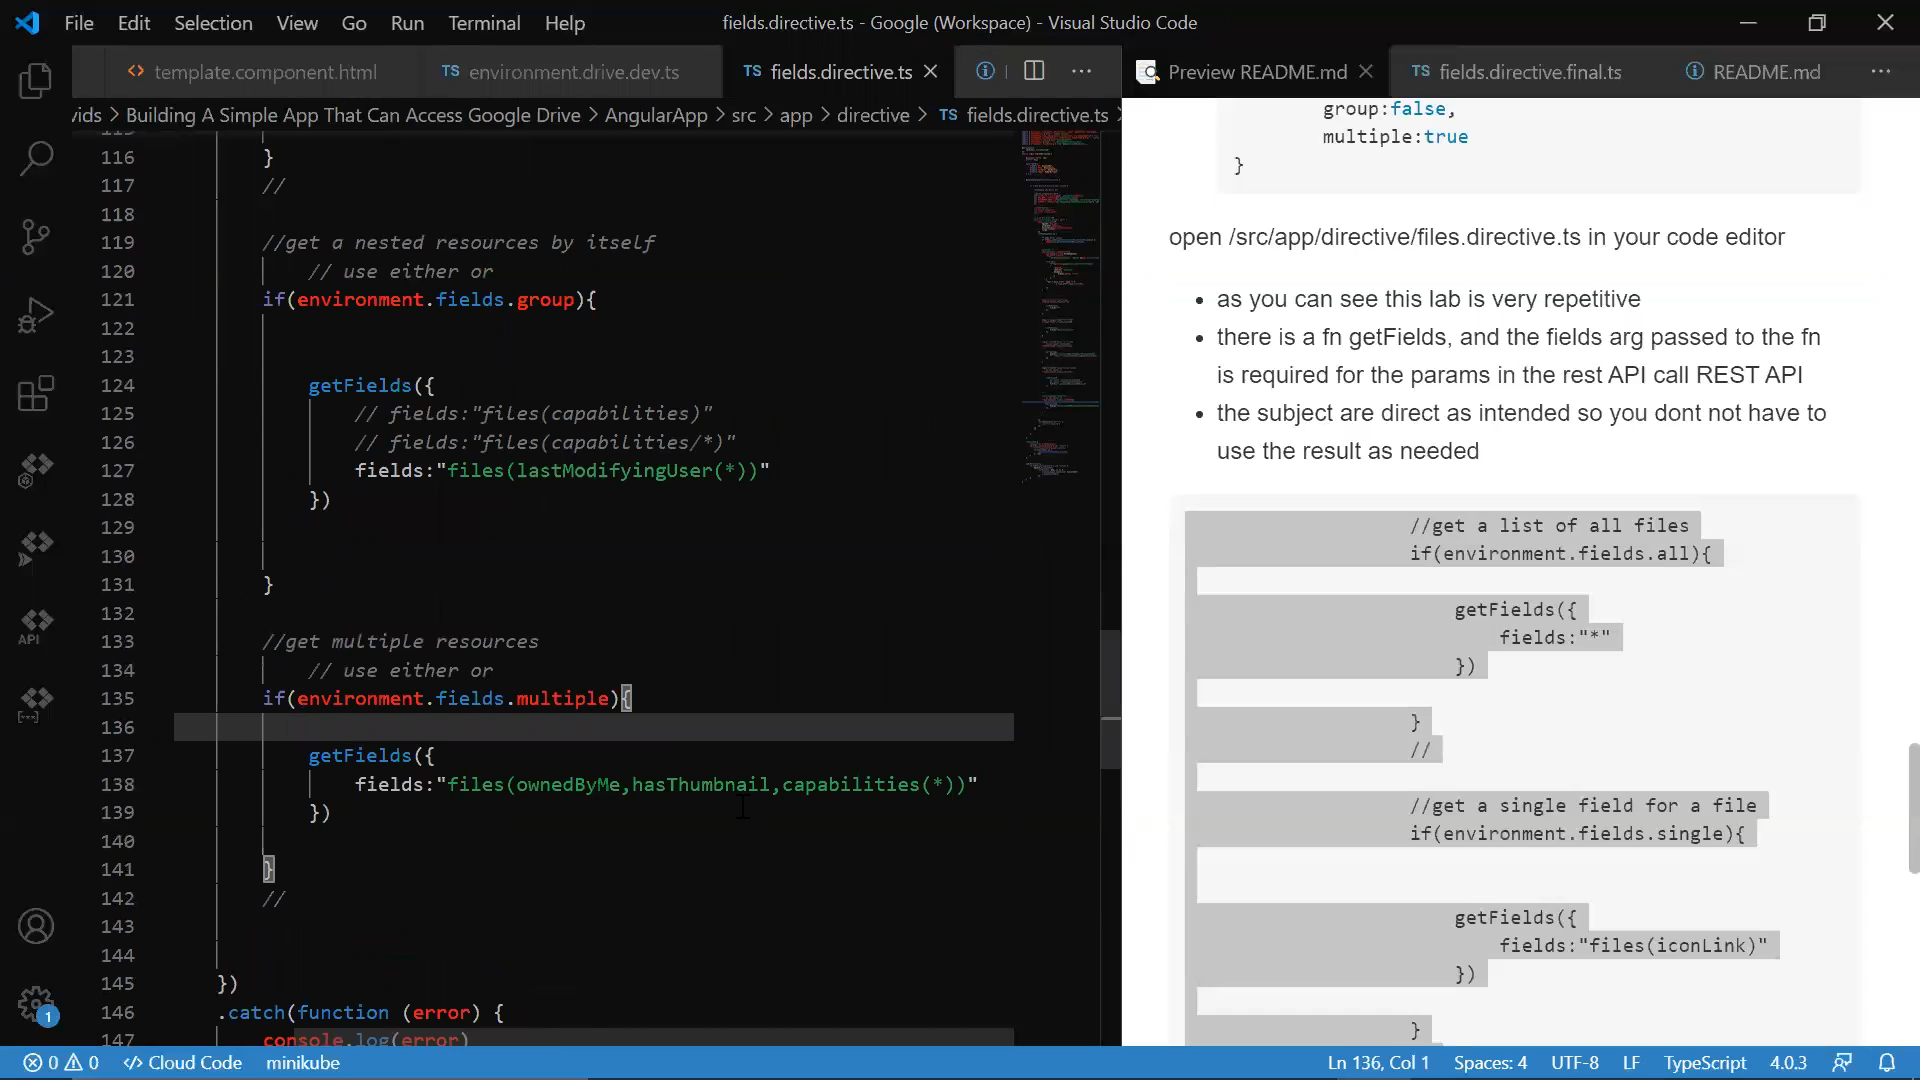 File Edit Selection View Go Run Terminal Help fields.directive.ts - Google (Workspace) - Visual Studio Code
template.component.html TS environment.drive.dev.ts TS fields.directive.ts
vids > Building A Simple App That Can Access Google Drive > AngularApp > src > app > directive > TS fields.directive.ts >
116 }
117 //
118
119 //get a nested resources by itself
120 // use either or
121 if(environment.fields.group){
122
123
124 getFields({
125 // fields:"files(capabilities)"
126 // fields:"files(capabilities/*)"
127 fields:"files(lastModifyingUser(*))"
128 })
129
130
131 }
132
133 //get multiple resources
134 // use either or
135 if(environment.fields.multiple){
136
137 getFields({
138 fields:"files(ownedByMe,hasThumbnail,capabilities(*))"
139 })
140
141 }
142 //
143
144
145 })
146 .catch(function (error) {
147 console.log(error)
API
1
Preview README.md TS fields.directive.final.ts README.md
group:false,
multiple:true
}
open /src/app/directive/files.directive.ts in your code editor
• as you can see this lab is very repetitive
• there is a fn getFields, and the fields arg passed to the fn
is required for the params in the rest API call REST API
• the subject are direct as intended so you dont not have to
use the result as needed
//get a list of all files
if(environment.fields.all){
getFields({
fields:"*"
})
}
//
//get a single field for a file
if(environment.fields.single){
getFields({
fields:"files(iconLink)"
})
}
0 0 Cloud Code minikube Ln 136, Col 1 Spaces: 4 UTF-8 LF TypeScript 4.0.3